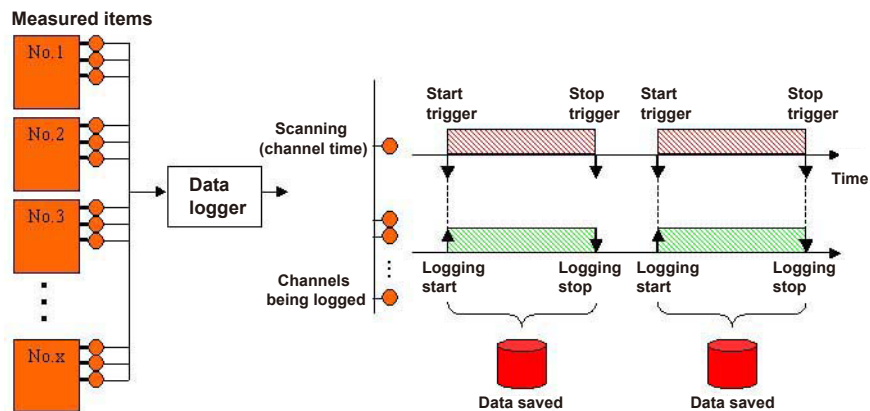 Measured items
No.1
No.2
No.3
No.x
Data
logger
Scanning
(channel time)
Channels
being logged
Start
trigger
Stop
trigger
Start
trigger
Stop
trigger
Time
Logging
start
Logging
stop
Logging
start
Logging
stop
Data saved
Data saved